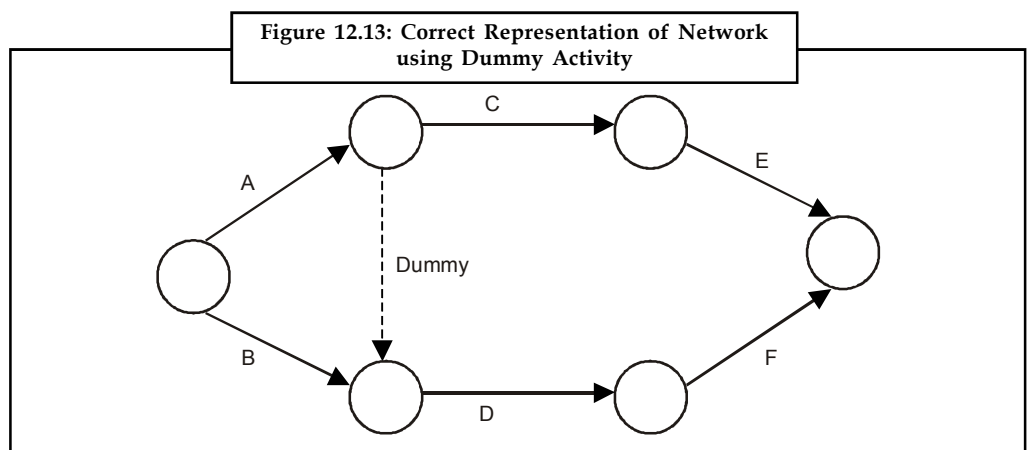 Figure 12.13: Correct Representation of Network
using Dummy Activity
C
E
A
Dummy
B
F
D